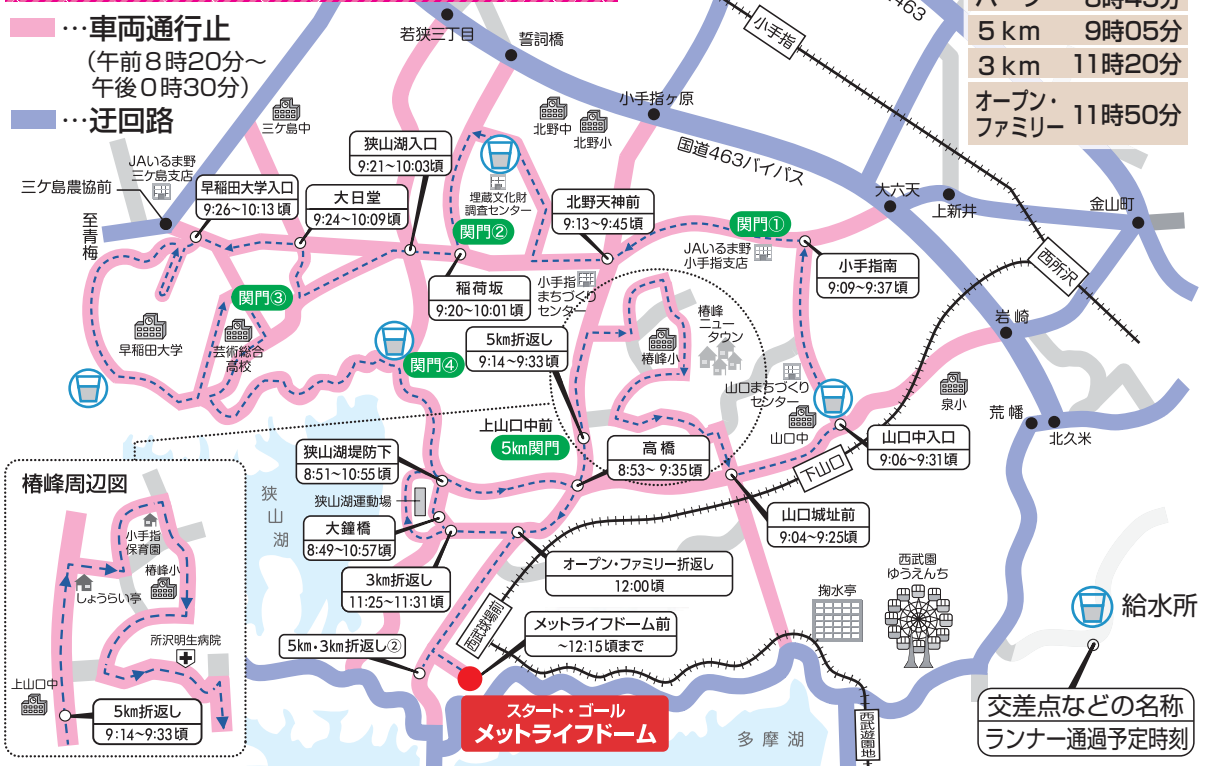 …車両通行止
（午前８時20分～
午後０時30分）
…迂回路
8時45分
5 km 9時05分
3 km 11時20分
オープン・
ファミリー 11時50分
若狭三丁目
誓詞橋
小手指
463
小手指ヶ原
国道463バイパス
三ケ島中
北野中
北野小
JAいるま野
三ケ島支店
三ケ島農協前
至青梅
早稲田大学入口
9:26~10:13頃
大日堂
9:24~10:09頃
狭山湖入口
9:21~10:03頃
埋蔵文化財
調査センター
関門②
北野天神前
9:13~9:45頃
関門①
JAいるま野
小手指支店
大六天
上新井
金山町
西所沢
小手指南
9:09~9:37頃
稲荷坂
9:20~10:01頃
小手指
まちづくり
センター
関門③
早稲田大学
芸術総合
高校
関門④
5km折返し
9:14~9:33頃
椿峰
ニュー
タウン
椿峰小
岩崎
山口まちづくり
センター
山口中
泉小
荒幡
北久米
上山口中前
5km関門
高橋
8:53~ 9:35頃
山口中入口
9:06~9:31頃
下山口
狭山湖堤防下
8:51~10:55頃
狭山湖運動場
狭山湖
大鐘橋
8:49~10:57頃
山口城址前
9:04~9:25頃
3km折返し
11:25~11:31頃
オープン・ファミリー折返し
12:00頃
西武球場前
メットライフドーム前
~12:15頃まで
5km・3km折返し②
スタート・ゴール
メットライフドーム
掬水亭
西武園
ゆうえんち
西武遊園地
多摩湖
給水所
交差点などの名称
ランナー通過予定時刻
椿峰周辺図
小手指
保育園
椿峰小
しょうらい亭
所沢明生病院
上山口中
5km折返し
9:14~9:33頃